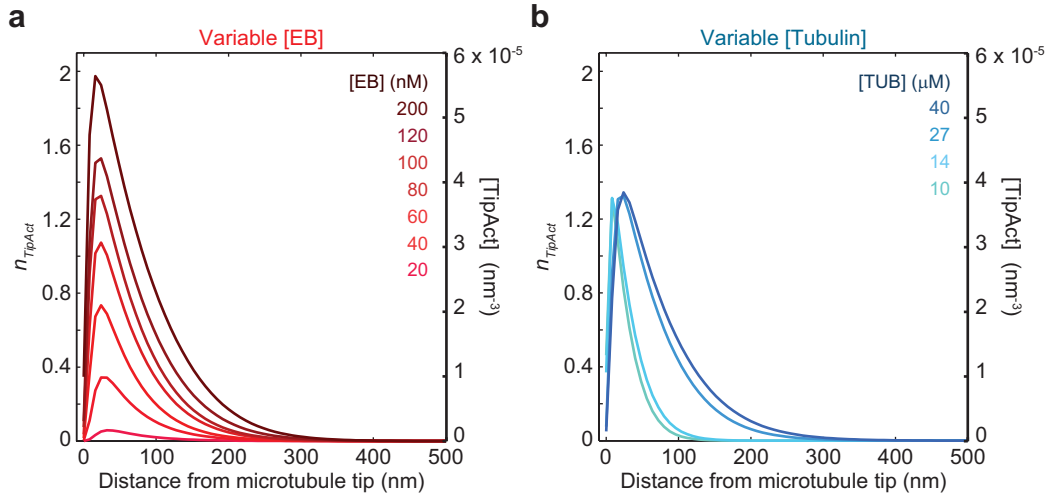 a
Variable [EB]
2
1.6
1.2
0.8
0.4
0
n_TipAct
6 x 10⁻⁵
5
4
3
2
1
0
[TipAct] (nm⁻³)
[EB] (nM)
200
120
100
80
60
40
20
0 100 200 300 400 500
Distance from microtubule tip (nm)
b
Variable [Tubulin]
2
1.6
1.2
0.8
0.4
0
n_TipAct
6 x 10⁻⁵
5
4
3
2
1
0
[TipAct] (nm⁻³)
[TUB] (μM)
40
27
14
10
0 100 200 300 400 500
Distance from microtubule tip (nm)